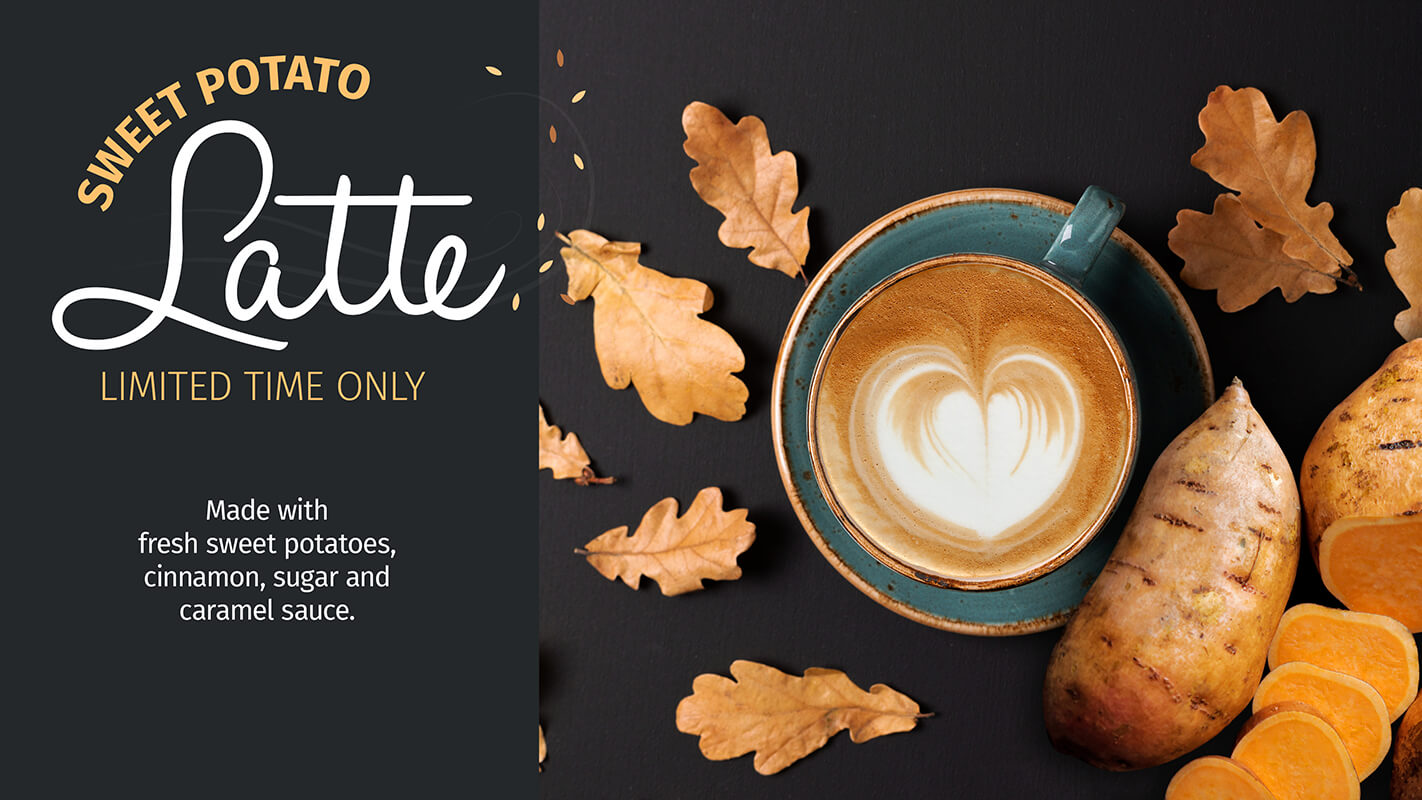 SWEET POTATO
Latte
LIMITED TIME ONLY
Made with
fresh sweet potatoes,
cinnamon, sugar and
caramel sauce.